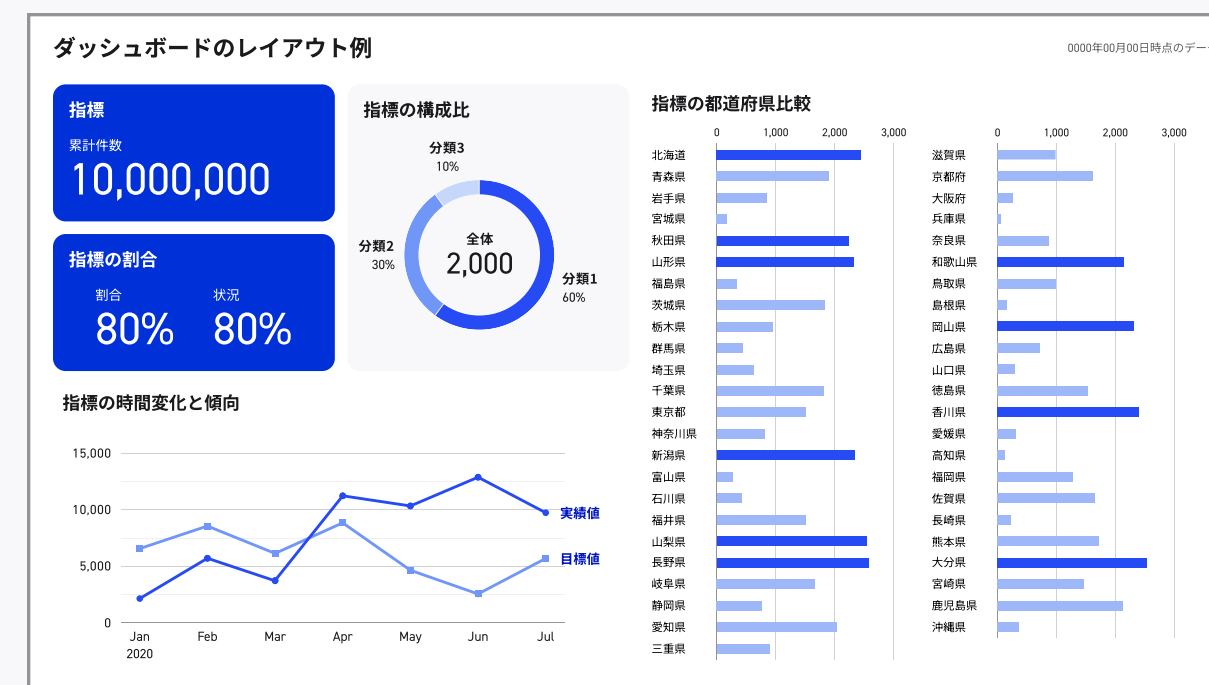 ダッシュボードのレイアウト例
0000年00月00日時点のデー
指標
累計件数
10,000,000
指標の割合
割合
80%
状況
80%
指標の構成比
分類3
10%
分類2
30%
全体
2,000
分類1
60%
指標の時間変化と傾向
15,000
10,000
5,000
0
実績値
目標値
Jan Feb Mar Apr May Jun Jul
2020
指標の都道府県比較
0 1,000 2,000 3,000
北海道
青森県
岩手県
宮城県
秋田県
山形県
福島県
茨城県
栃木県
群馬県
埼玉県
千葉県
東京都
神奈川県
新潟県
富山県
石川県
福井県
山梨県
長野県
岐阜県
静岡県
愛知県
三重県
0 1,000 2,000 3,000
滋賀県
京都府
大阪府
兵庫県
奈良県
和歌山県
鳥取県
島根県
岡山県
広島県
山口県
徳島県
香川県
愛媛県
高知県
福岡県
佐賀県
長崎県
熊本県
大分県
宮崎県
鹿児島県
沖縄県